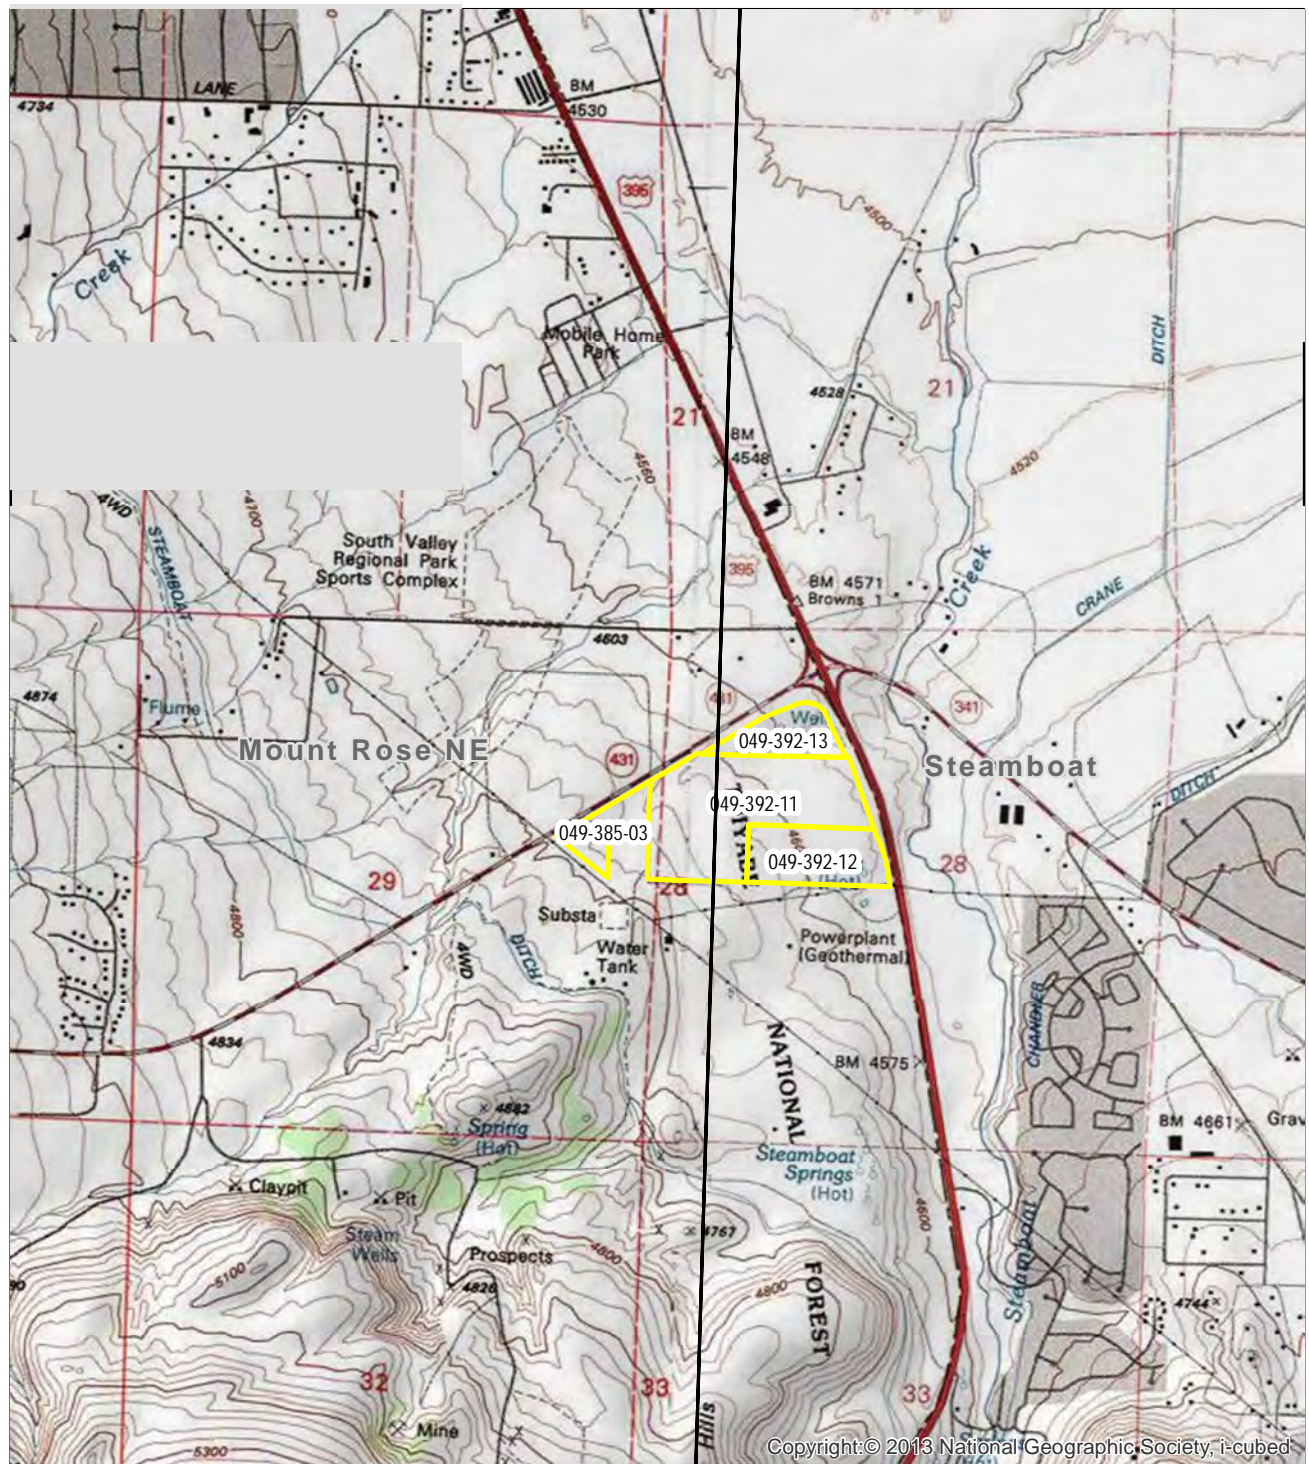 LANE
4734
BM
4530
395
4500
Creek
Mobile Home
Park
DITCH
4528
21
21
BM
4548
4560
4520
4WD
4700
STEAMBOAT
South Valley
Regional Park
Sports Complex
395
BM 4571
Browns 1
Creek
CRANE
4603
4874
Flume
431
341
Mount Rose NE
431
049-392-13
Steamboat
DITCH
049-392-11
049-385-03
049-392-12
(Hot)
29
28
28
4800
Substa
Water
Tank
4WD
DITCH
Powerplant
(Geothermal)
CHANDLER
4834
NATIONAL
BM 4575
4882
Spring
(Hot)
BM 4661
Steamboat
Springs
(Hot)
Claypit
Pit
4600
Steam
Wells
4767
Prospects
4800
5100
4826
4800
FOREST
Steamboat
4744
32
33
33
Mine
Hills
5300
Copyright:© 2013 National Geographic Society, i-cubed